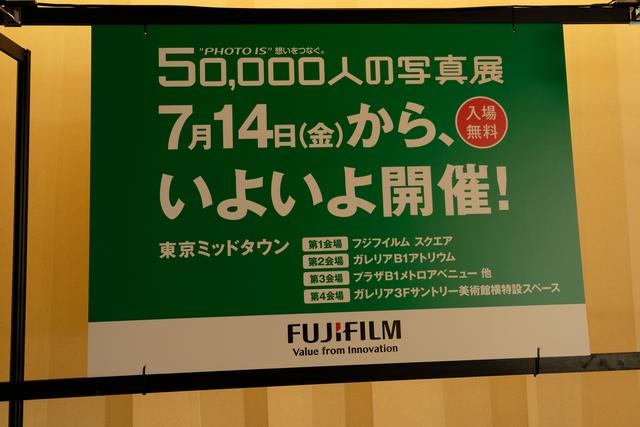 "PHOTO IS" 想いをつなぐ。
50,000人の写真展
7月14日(金)から、
入場
無料
いよいよ開催!
東京ミッドタウン
第1会場 フジフイルム スクエア
第2会場 ガレリアB1アトリウム
第3会場 プラザB1メトロアベニュー 他
第4会場 ガレリア3Fサントリー美術館横特設スペース
FUJIFILM
Value from Innovation